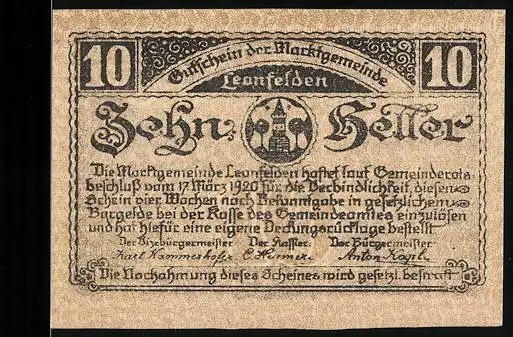 10 Gutschein der Marktgemeinde 10
Leonfelden
Zehn Heller
Die Marktgemeinde Leonfelden haftet laut Gemeinderats-
beschluß vom 17 März 1920 für die Verbindlichkeit, diesen
Schein vier Wochen nach Bekanntgabe in gesetzlichem
Bargelde bei der Kasse des Gemeindeamtes einzulösen
und hat hiefür eine eigene Deckungsrücklage bestellt
Der Vizebürgermeister Der Kassier Der Bürgermeister
Karl Kammerhofer Anton Kapl
Die Nachahmung dieses Scheines wird gesetzl. bestraft